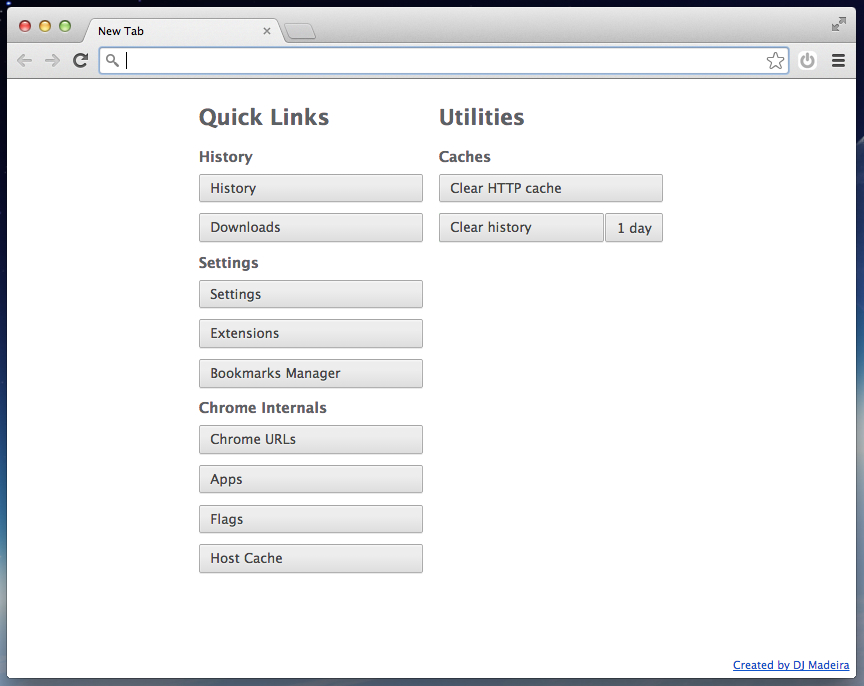 New Tab
Quick Links
History
History
Downloads
Settings
Settings
Extensions
Bookmarks Manager
Chrome Internals
Chrome URLs
Apps
Flags
Host Cache
Utilities
Caches
Clear HTTP cache
Clear history 1 day
Created by DJ Madeira